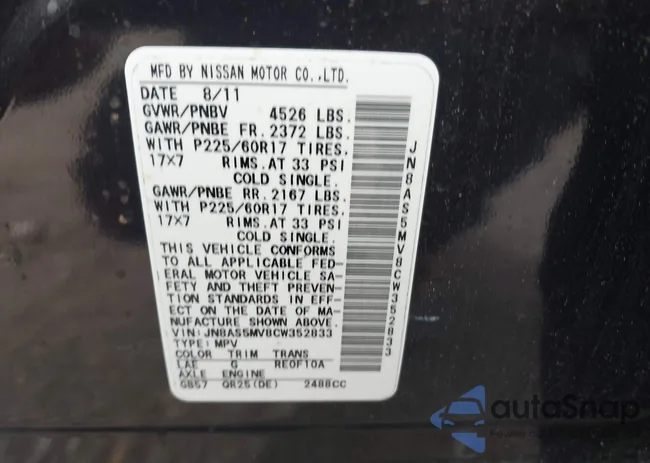 MFD BY NISSAN MOTOR CO.,LTD.
DATE 8/11
GVWR/PNBV 4526 LBS.
GAWR/PNBE FR. 2372 LBS.
WITH P225/60R17 TIRES.
17×7 RIMS. AT 33 PSI
COLD SINGLE.
GAWR/PNBE RR. 2167 LBS.
WITH P225/60R17 TIRES.
17×7 RIMS. AT 33 PSI
COLD SINGLE.
THIS VEHICLE CONFORMS
TO ALL APPLICABLE FED-
ERAL MOTOR VEHICLE SA-
FETY AND THEFT PREVEN-
TION STANDARDS IN EFF-
ECT ON THE DATE OF MA-
NUFACTURE SHOWN ABOVE.
VIN: JN8AS5MV8CW352833
TYPE: MPV
COLOR TRIM TRANS
LAE G RE0F10A
AXLE ENGINE
GB57 QR25(DE) 2488CC
JN8AS5MV8CW352833
autoSnap